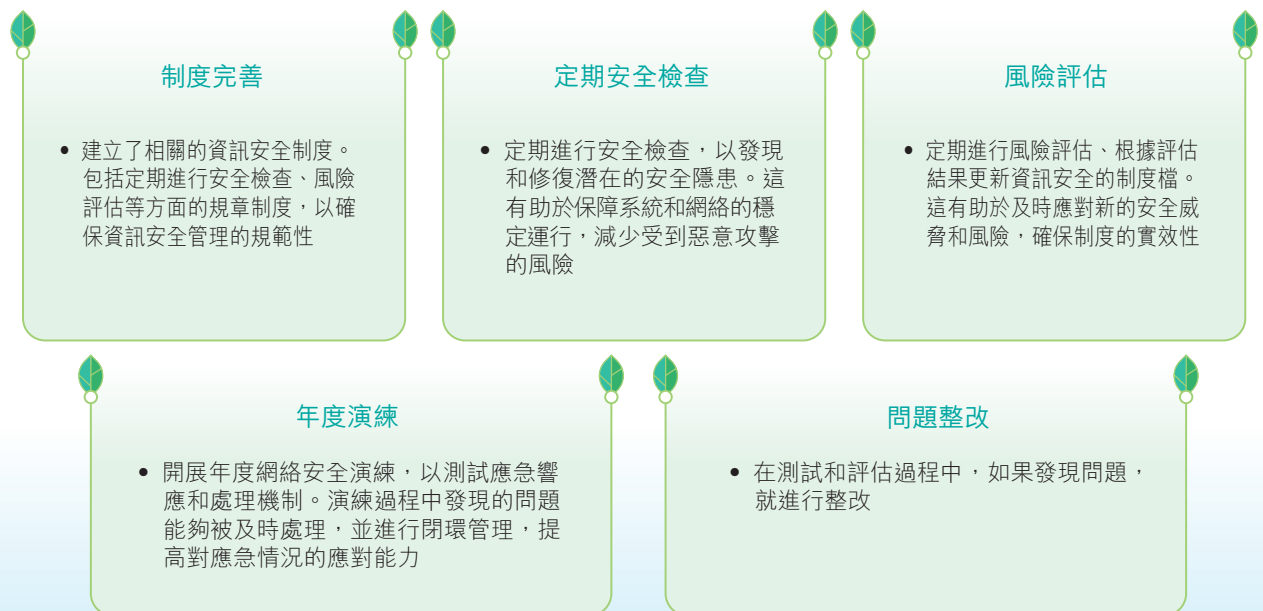 制度完善
• 建立了相關的資訊安全制度。
包括定期進行安全檢查、風險
評估等方面的規章制度，以確
保資訊安全管理的規範性
定期安全檢查
• 定期進行安全檢查，以發現
和修復潛在的安全隱患。這
有助於保障系統和網絡的穩
定運行，減少受到惡意攻擊
的風險
風險評估
• 定期進行風險評估、根據評估
結果更新資訊安全的制度檔。
這有助於及時應對新的安全威
脅和風險，確保制度的實效性
年度演練
• 開展年度網絡安全演練，以測試應急響
應和處理機制。演練過程中發現的問題
能夠被及時處理，並進行閉環管理，提
高對應急情況的應對能力
問題整改
• 在測試和評估過程中，如果發現問題，
就進行整改